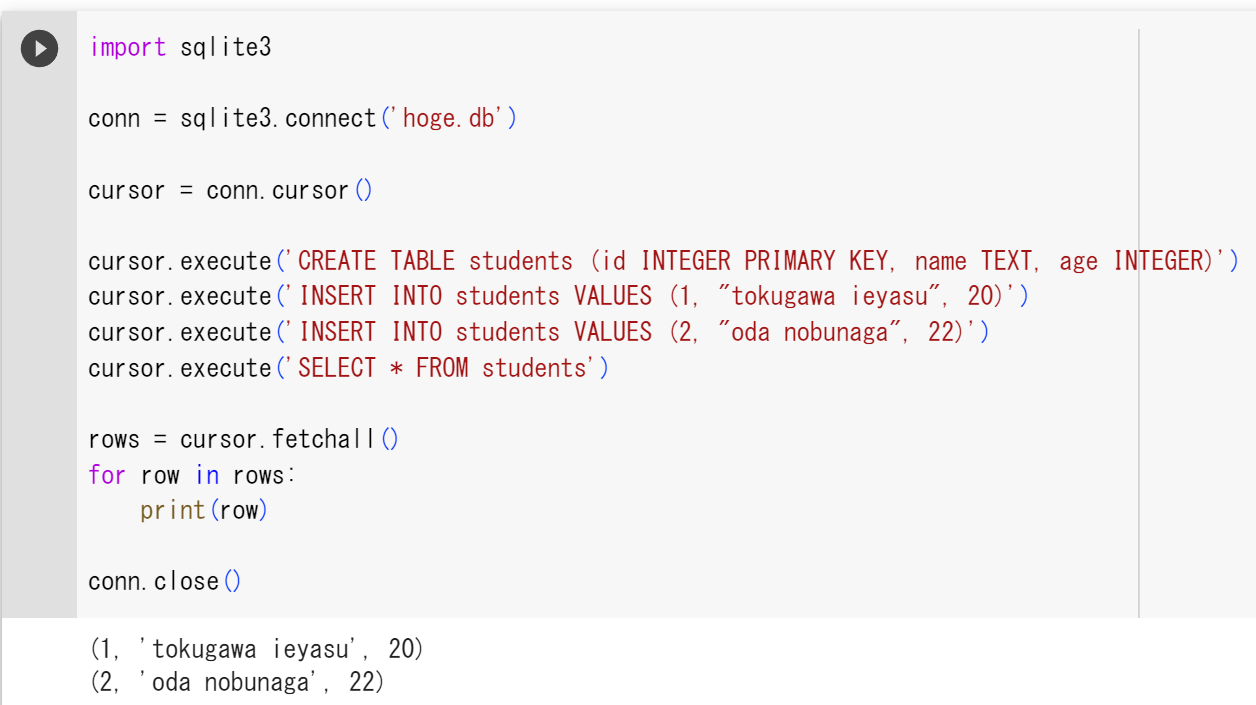 import sqlite3
conn = sqlite3.connect('hoge.db')
cursor = conn.cursor()
cursor.execute('CREATE TABLE students (id INTEGER PRIMARY KEY, name TEXT, age INTEGER)')
cursor.execute('INSERT INTO students VALUES (1, "tokugawa ieyasu", 20)')
cursor.execute('INSERT INTO students VALUES (2, "oda nobunaga", 22)')
cursor.execute('SELECT * FROM students')
rows = cursor.fetchall()
for row in rows:
    print(row)
conn.close()
(1, 'tokugawa ieyasu', 20)
(2, 'oda nobunaga', 22)